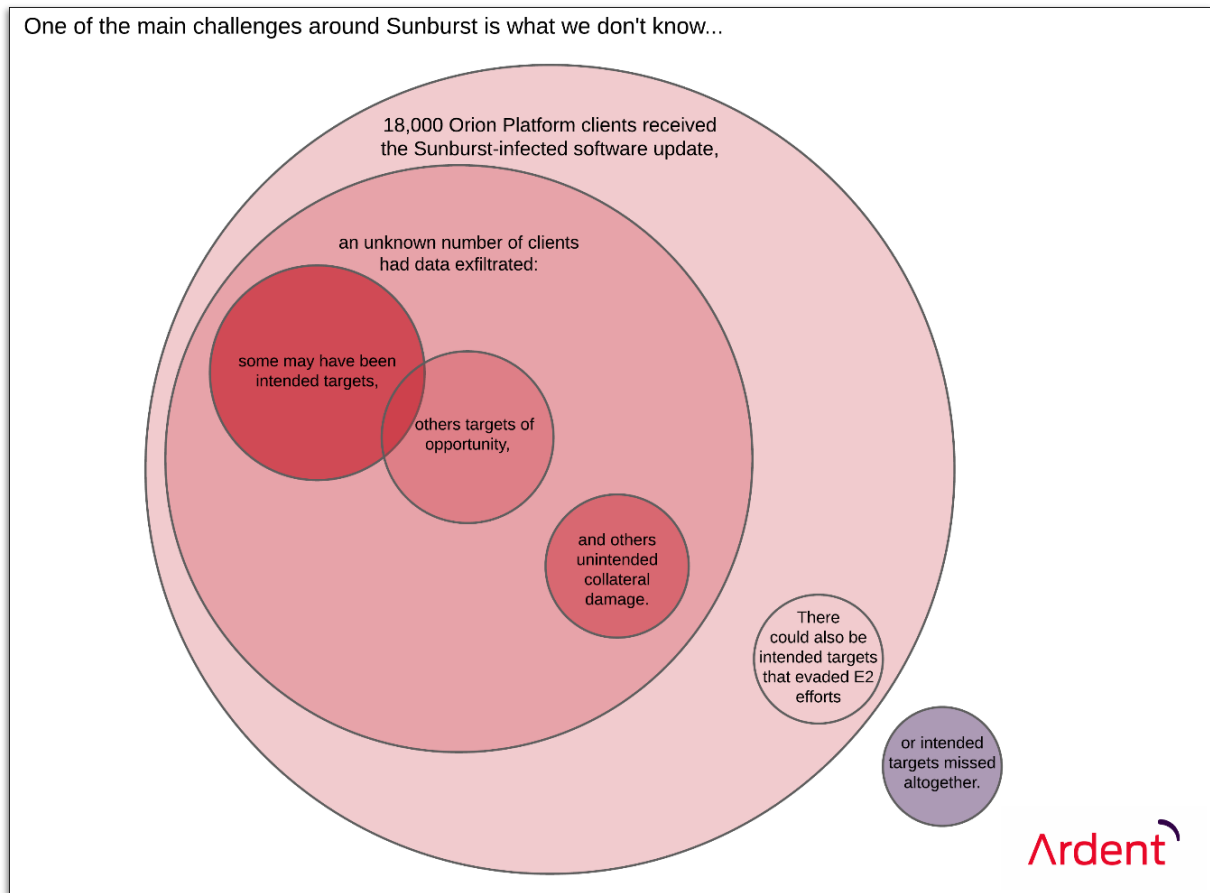 One of the main challenges around Sunburst is what we don't know...
18,000 Orion Platform clients received
the Sunburst-infected software update,
an unknown number of clients
had data exfiltrated:
some may have been
intended targets,
others targets of
opportunity,
and others
unintended
collateral
damage.
There
could also be
intended targets
that evaded E2
efforts
or intended
targets missed
altogether.
Ardent